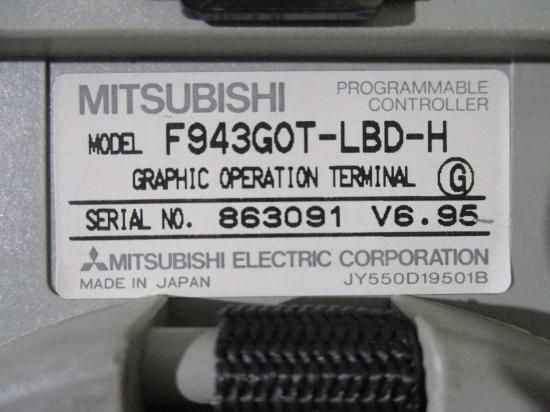 MITSUBISHI PROGRAMMABLE CONTROLLER
MODEL F943GOT-LBD-H
GRAPHIC OPERATION TERMINAL G
SERIAL NO. 863091 V6.95
MITSUBISHI ELECTRIC CORPORATION
MADE IN JAPAN JY550D19501B